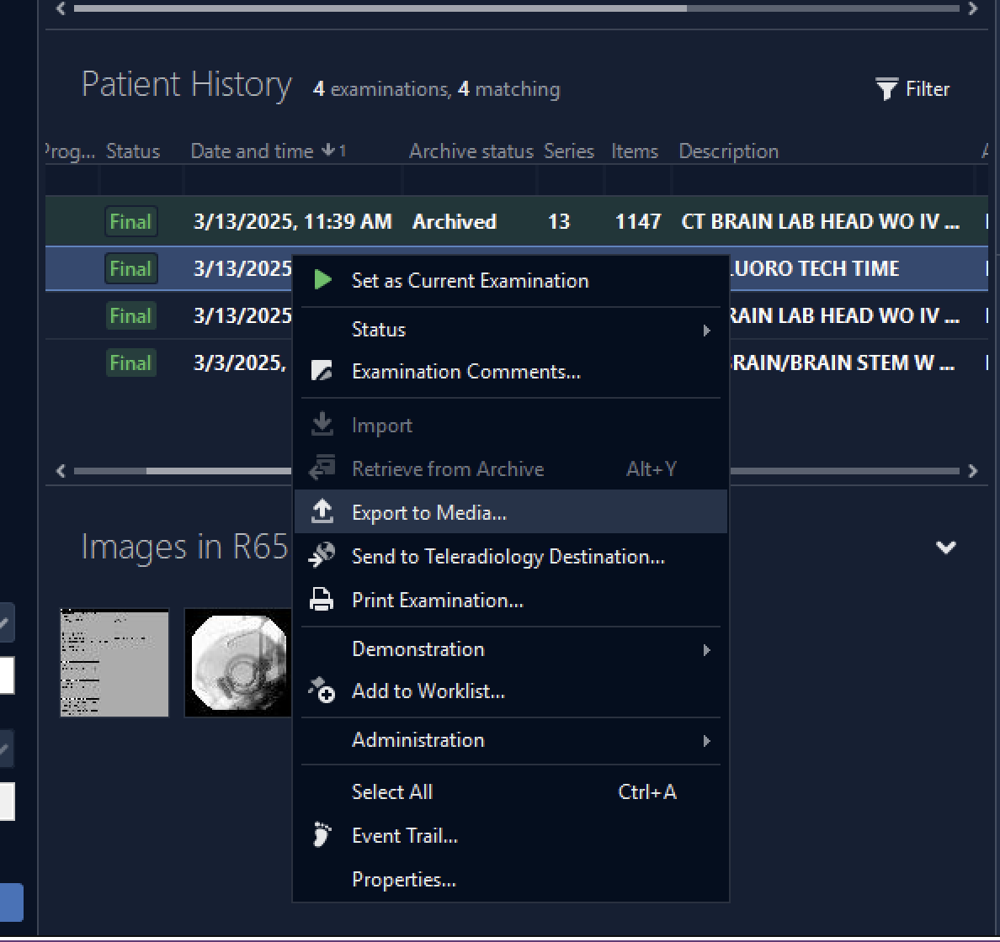 Patient History 4 examinations, 4 matching Filter
Prog... Status Date and time 1 Archive status Series Items Description
Final 3/13/2025, 11:39 AM Archived 13 1147 CT BRAIN LAB HEAD WO IV ...
Final 3/13/2025 LUORO TECH TIME
Final 3/13/2025 RAIN LAB HEAD WO IV ...
Final 3/3/2025, BRAIN/BRAIN STEM W ...
Set as Current Examination
Status
Examination Comments...
Import
Retrieve from Archive Alt+Y
Export to Media...
Images in R65
Send to Teleradiology Destination...
Print Examination...
Demonstration
Add to Worklist...
Administration
Select All Ctrl+A
Event Trail...
Properties...